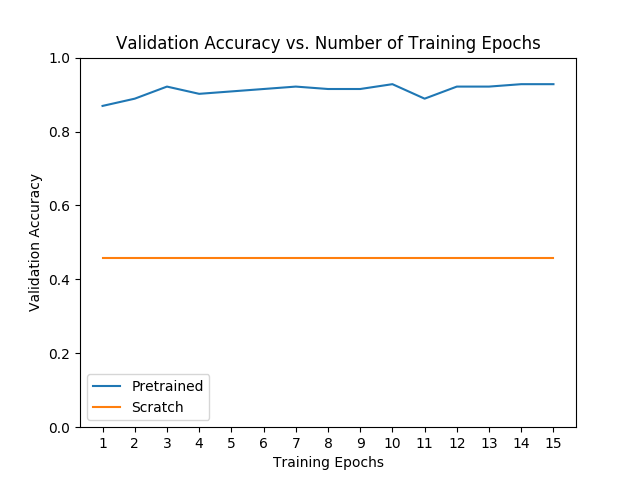 Validation Accuracy vs. Number of Training Epochs
1.0
0.8
0.6
0.4
0.2
0.0
Validation Accuracy
Pretrained
Scratch
1 2 3 4 5 6 7 8 9 10 11 12 13 14 15
Training Epochs